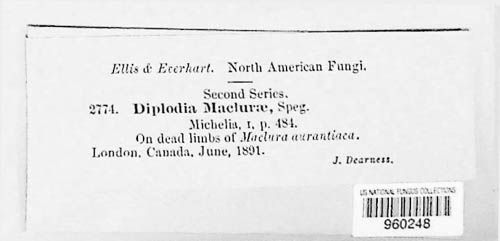 Ellis & Everhart. North American Fungi.
Second Series.
2774. Diplodia Macluræ, Speg.
Michelia, I, p. 484.
On dead limbs of Maclura aurantiaca.
London, Canada, June, 1891.
J. Dearness.
US NATIONAL FUNGUS COLLECTIONS
960248